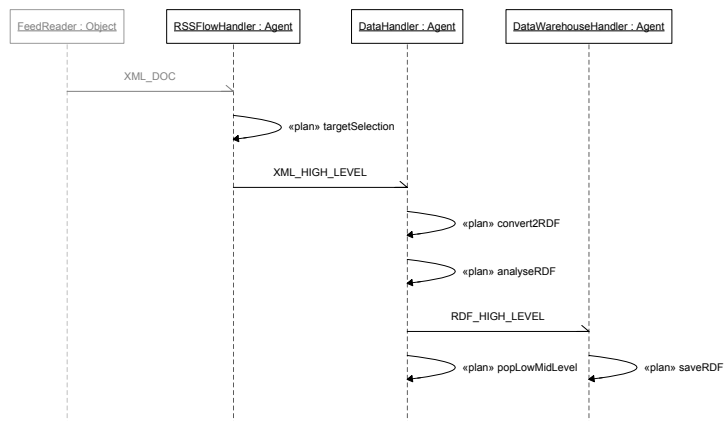 FeedReader : Object
RSSFlowHandler : Agent
DataHandler : Agent
DataWarehouseHandler : Agent
XML_DOC
«plan» targetSelection
XML_HIGH_LEVEL
«plan» convert2RDF
«plan» analyseRDF
RDF_HIGH_LEVEL
«plan» popLowMidLevel
«plan» saveRDF